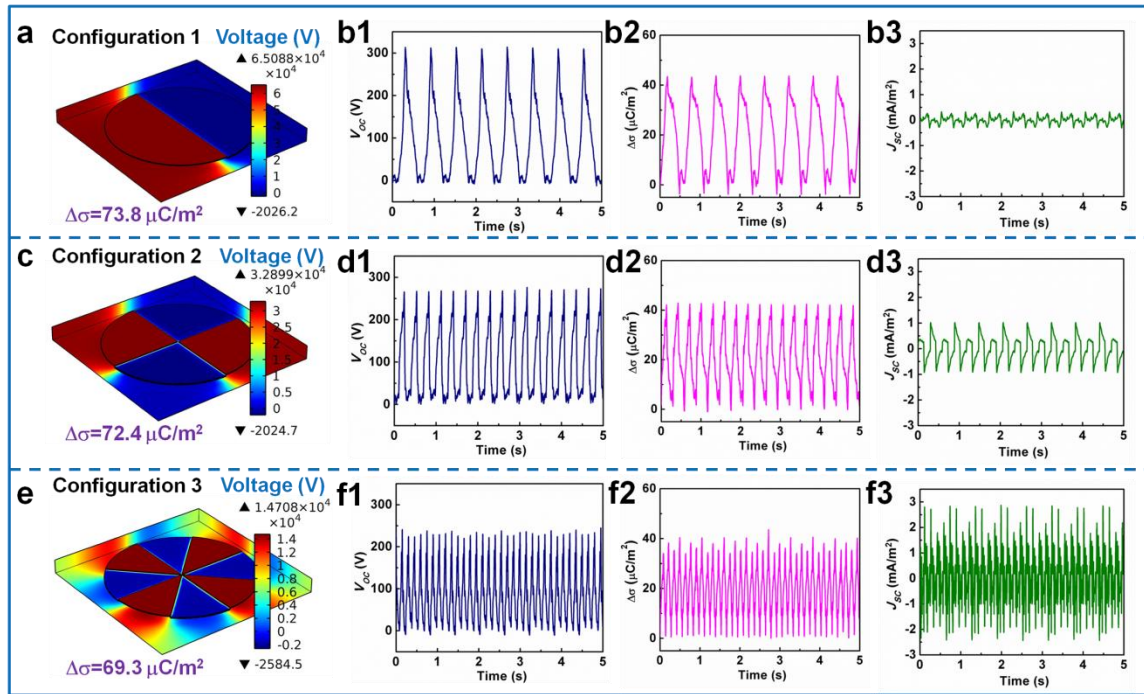 a Configuration 1 Voltage (V)
▲ 6.5088×10⁴
×10⁴
6
5
4
3
2
1
0
▼ -2026.2
Δσ=73.8 μC/m²
b1
V_OC (V)
300
200
100
0
0 1 2 3 4 5
Time (s)
b2
Δσ (μC/m²)
60
40
20
0
0 1 2 3 4 5
Time (s)
b3
J_SC (mA/m²)
3
2
1
0
-1
-2
-3
0 1 2 3 4 5
Time (s)
c Configuration 2 Voltage (V)
▲ 3.2899×10⁴
×10⁴
3
2.5
2
1.5
1
0.5
0
▼ -2024.7
Δσ=72.4 μC/m²
d1
V_OC (V)
300
200
100
0
0 1 2 3 4 5
Time (s)
d2
Δσ (μC/m²)
60
40
20
0
0 1 2 3 4 5
Time (s)
d3
J_SC (mA/m²)
3
2
1
0
-1
-2
-3
0 1 2 3 4 5
Time (s)
e Configuration 3 Voltage (V)
▲ 1.4708×10⁴
×10⁴
1.4
1.2
1
0.8
0.6
0.4
0.2
0
-0.2
▼ -2584.5
Δσ=69.3 μC/m²
f1
V_OC (V)
300
200
100
0
0 1 2 3 4 5
Time (s)
f2
Δσ (μC/m²)
60
40
20
0
0 1 2 3 4 5
Time (s)
f3
J_SC (mA/m²)
3
2
1
0
-1
-2
-3
0 1 2 3 4 5
Time (s)